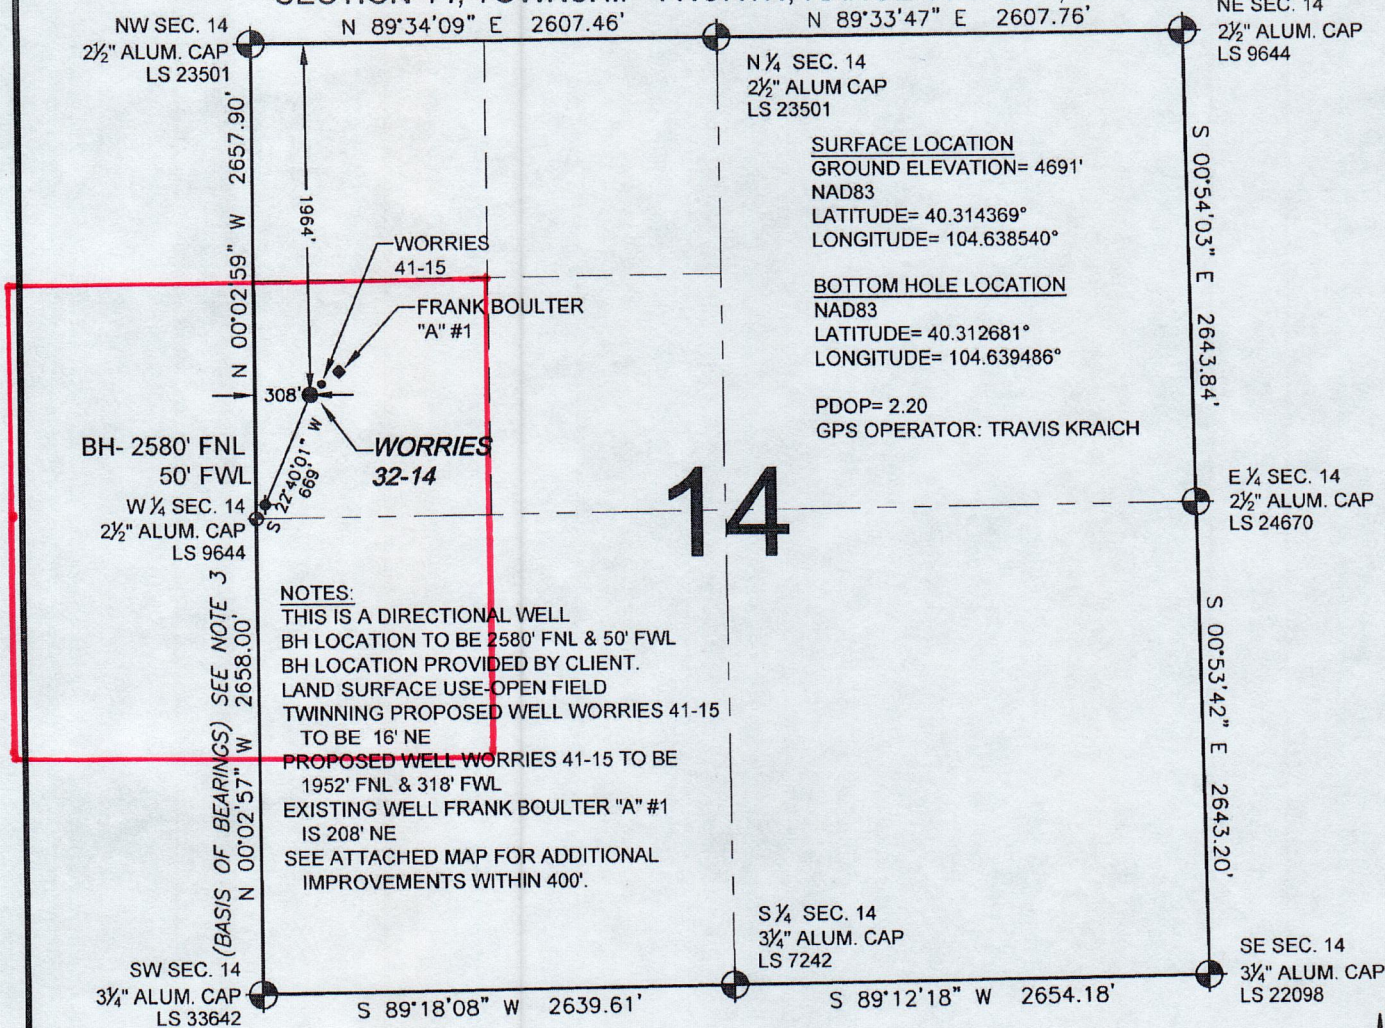 NW SEC. 14
2½" ALUM. CAP
LS 23501
N 89°34'09" E 2607.46'
N 89°33'47" E 2607.76'
NE SEC. 14
2½" ALUM. CAP
LS 9644
N ¼ SEC. 14
2½" ALUM CAP
LS 23501
SURFACE LOCATION
GROUND ELEVATION= 4691'
NAD83
LATITUDE= 40.314369°
LONGITUDE= 104.638540°
BOTTOM HOLE LOCATION
NAD83
LATITUDE= 40.312681°
LONGITUDE= 104.639486°
PDOP= 2.20
GPS OPERATOR: TRAVIS KRAICH
N 00°02'59" W 2657.90'
1964'
WORRIES
41-15
FRANK BOULTER
"A" #1
308'
WORRIES
32-14
S 22°40'01" W
669'
BH- 2580' FNL
50' FWL
W ¼ SEC. 14
2½" ALUM. CAP
LS 9644
14
S 00°54'03" E 2643.84'
E ¼ SEC. 14
2½" ALUM. CAP
LS 24670
NOTES:
THIS IS A DIRECTIONAL WELL
BH LOCATION TO BE 2580' FNL & 50' FWL
BH LOCATION PROVIDED BY CLIENT.
LAND SURFACE USE-OPEN FIELD
TWINNING PROPOSED WELL WORRIES 41-15
TO BE 16' NE
PROPOSED WELL WORRIES 41-15 TO BE
1952' FNL & 318' FWL
EXISTING WELL FRANK BOULTER "A" #1
IS 208' NE
SEE ATTACHED MAP FOR ADDITIONAL
IMPROVEMENTS WITHIN 400'.
(BASIS OF BEARINGS) SEE NOTE 3
N 00°02'57" W 2658.00'
S 00°53'42" E 2643.20'
S ¼ SEC. 14
3¼" ALUM. CAP
LS 7242
SW SEC. 14
3¼" ALUM. CAP
LS 33642
S 89°18'08" W 2639.61'
S 89°12'18" W 2654.18'
SE SEC. 14
3¼" ALUM. CAP
LS 22098